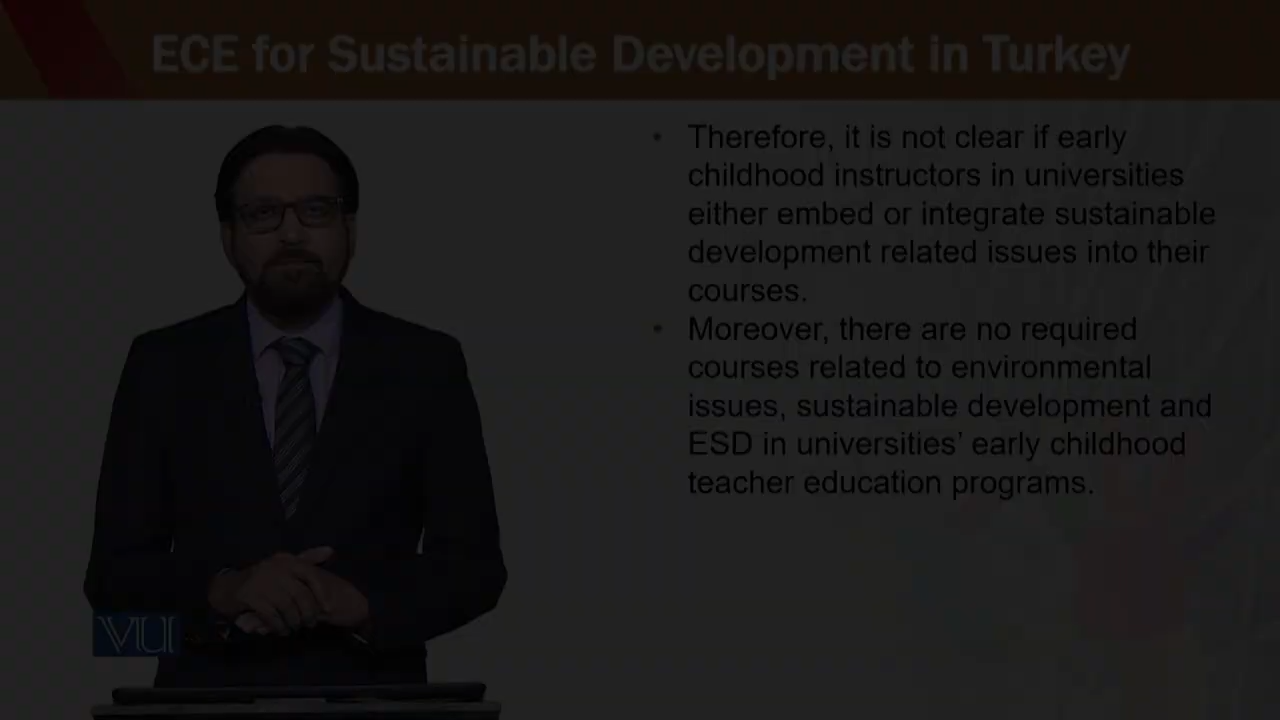 ECE for Sustainable Development in Turkey
• Therefore, it is not clear if early
childhood instructors in universities
either embed or integrate sustainable
development related issues into their
courses.
• Moreover, there are no required
courses related to environmental
issues, sustainable development and
ESD in universities’ early childhood
teacher education programs.
VU